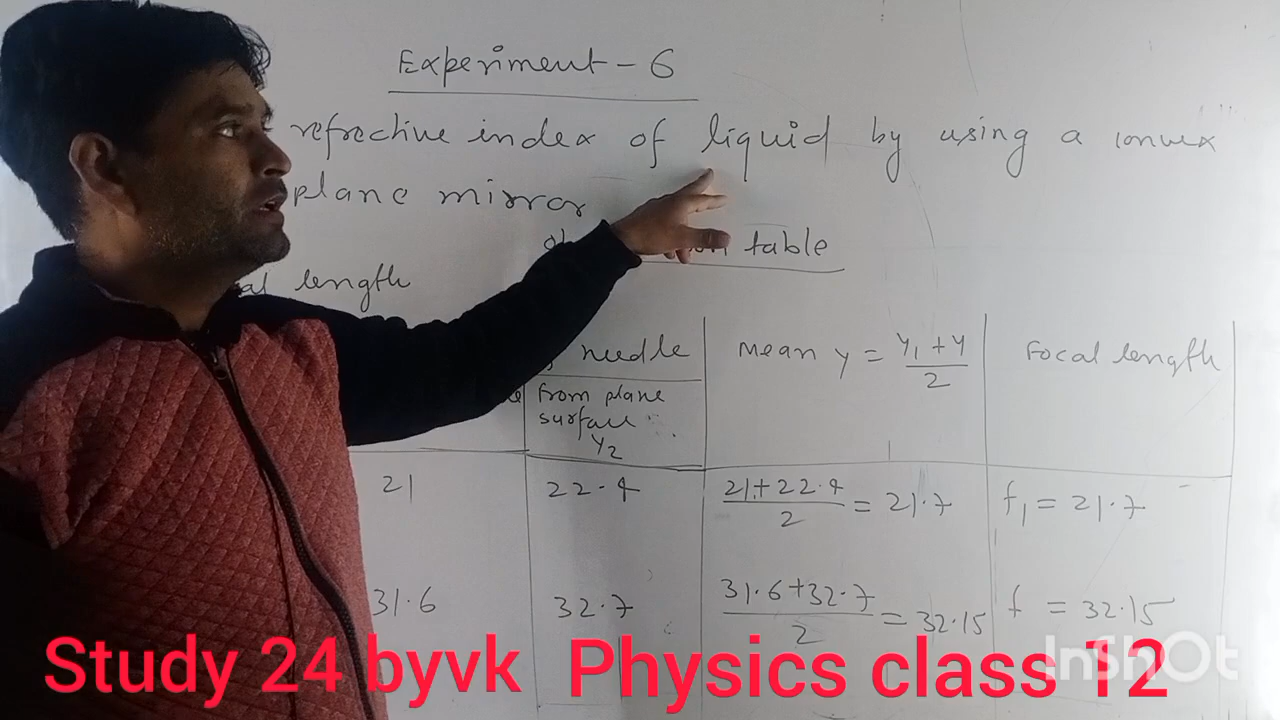 Experiment - 6
refrective index of liquid by using a convex
plane mirror
table
length
needle
from plane
surface
Y2
Mean y = Y1 + Y / 2
Focal length
21
22.4
21+22.4 / 2 = 21.7
f1 = 21.7
31.6
32.7
31.6+32.7 / 2 = 32.15
f = 32.15
Study 24 byvk Physics class 12
InShOt